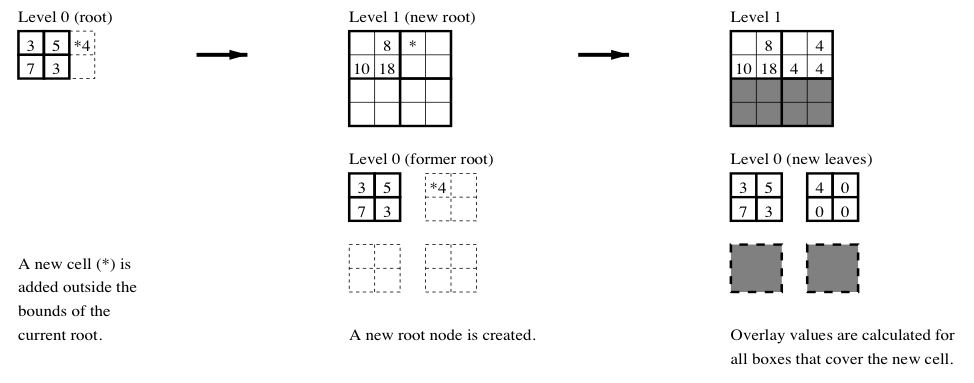 Level 0 (root)
3 5 *4
7 3
A new cell (*) is
added outside the
bounds of the
current root.
Level 1 (new root)
8 *
10 18
Level 0 (former root)
3 5 *4
7 3
A new root node is created.
Level 1
8 4
10 18 4 4
Level 0 (new leaves)
3 5 4 0
7 3 0 0
Overlay values are calculated for
all boxes that cover the new cell.